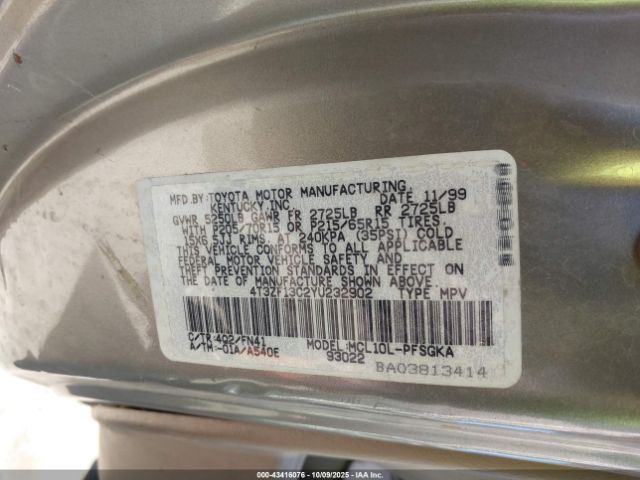 MFD.BY:TOYOTA MOTOR MANUFACTURING,
KENTUCKY INC. DATE 11/99
GVWR 5250LB GAWR FR 2725LB RR 2725LB
WITH P205/70R15 OR P215/65R15 TIRES,
15X6.5JJ RIMS, AT 240KPA (35PSI) COLD
THIS VEHICLE CONFORMS TO ALL APPLICABLE
FEDERAL MOTOR VEHICLE SAFETY AND
THEFT PREVENTION STANDARDS IN EFFECT ON
THE DATE OF MANUFACTURE SHOWN ABOVE.
4T3ZF13C2YU232902 TYPE MPV
C/TR:4Q2/FN41 MODEL:MCL10L-PFSGKA
A/TM:-01A/A540E 93022
BA03813414
000-43416076 - 10/09/2025 - IAAI.COM